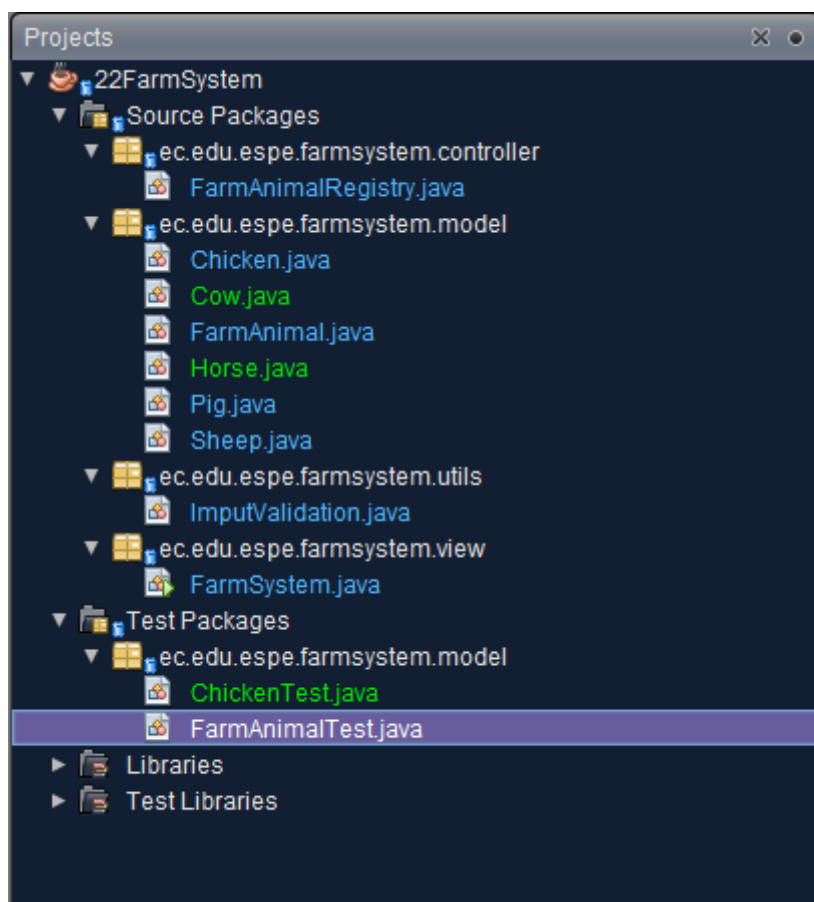 Projects
22FarmSystem
Source Packages
ec.edu.espe.farmsystem.controller
FarmAnimalRegistry.java
ec.edu.espe.farmsystem.model
Chicken.java
Cow.java
FarmAnimal.java
Horse.java
Pig.java
Sheep.java
ec.edu.espe.farmsystem.utils
ImputValidation.java
ec.edu.espe.farmsystem.view
FarmSystem.java
Test Packages
ec.edu.espe.farmsystem.model
ChickenTest.java
FarmAnimalTest.java
Libraries
Test Libraries